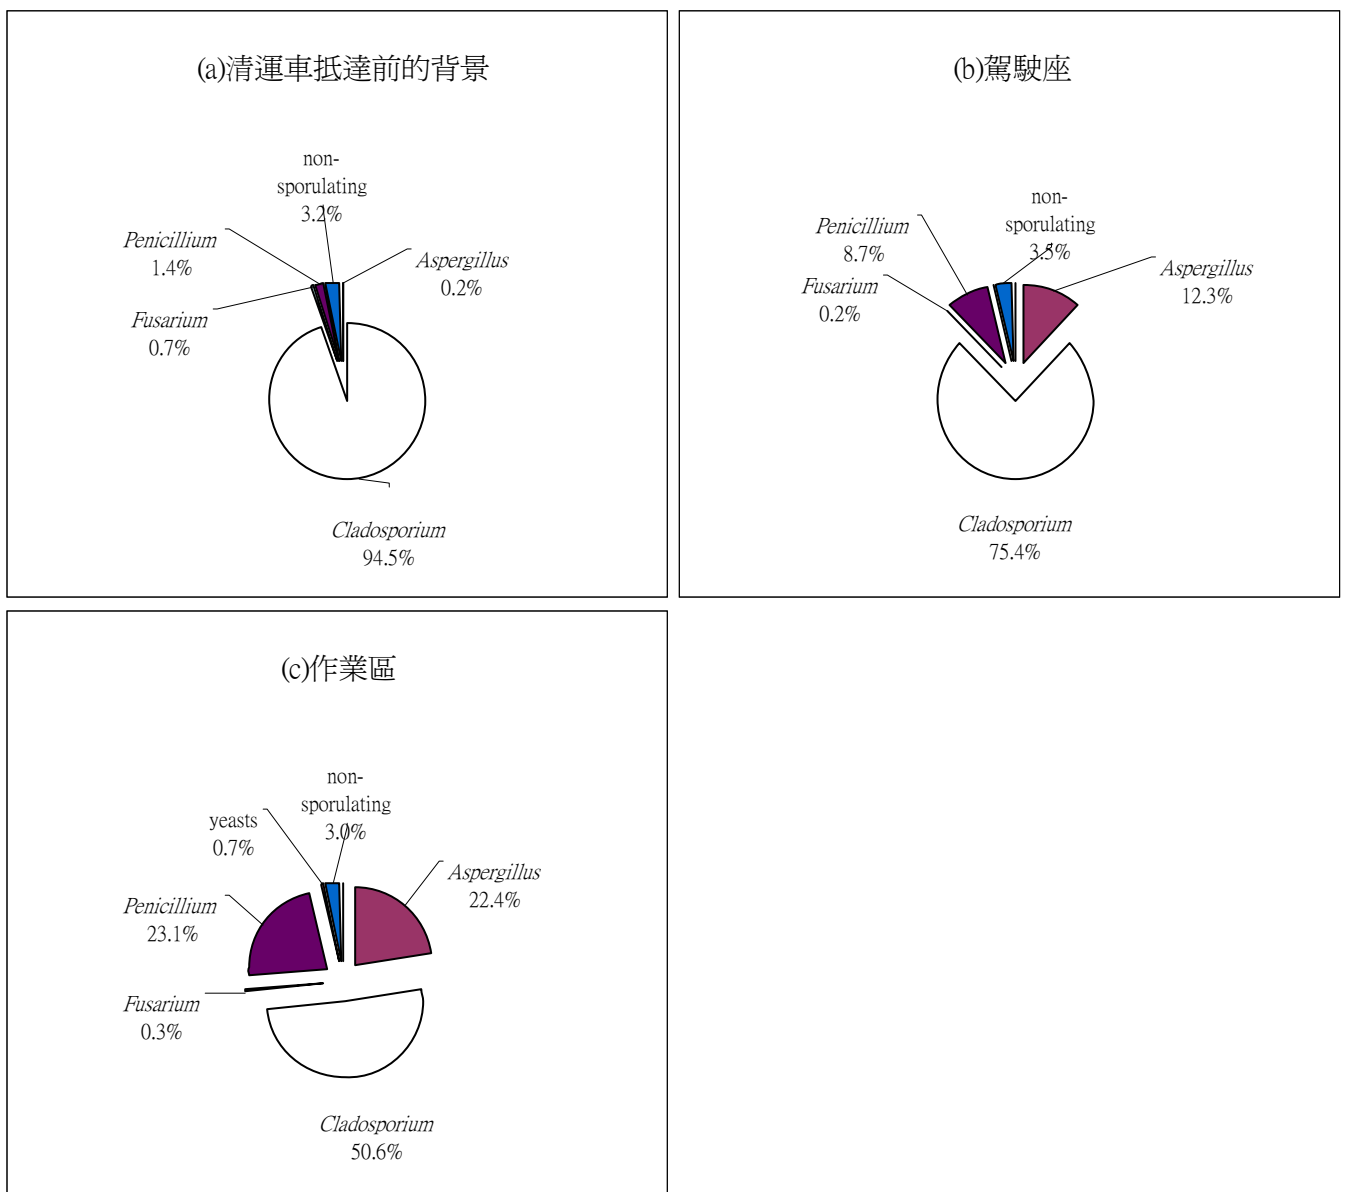 (a)清運車抵達前的背景
non-
sporulating
3.2%
Penicillium
1.4%
Aspergillus
0.2%
Fusarium
0.7%
Cladosporium
94.5%
(b)駕駛座
non-
sporulating
3.5%
Penicillium
8.7%
Aspergillus
12.3%
Fusarium
0.2%
Cladosporium
75.4%
(c)作業區
non-
sporulating
3.0%
yeasts
0.7%
Aspergillus
22.4%
Penicillium
23.1%
Fusarium
0.3%
Cladosporium
50.6%